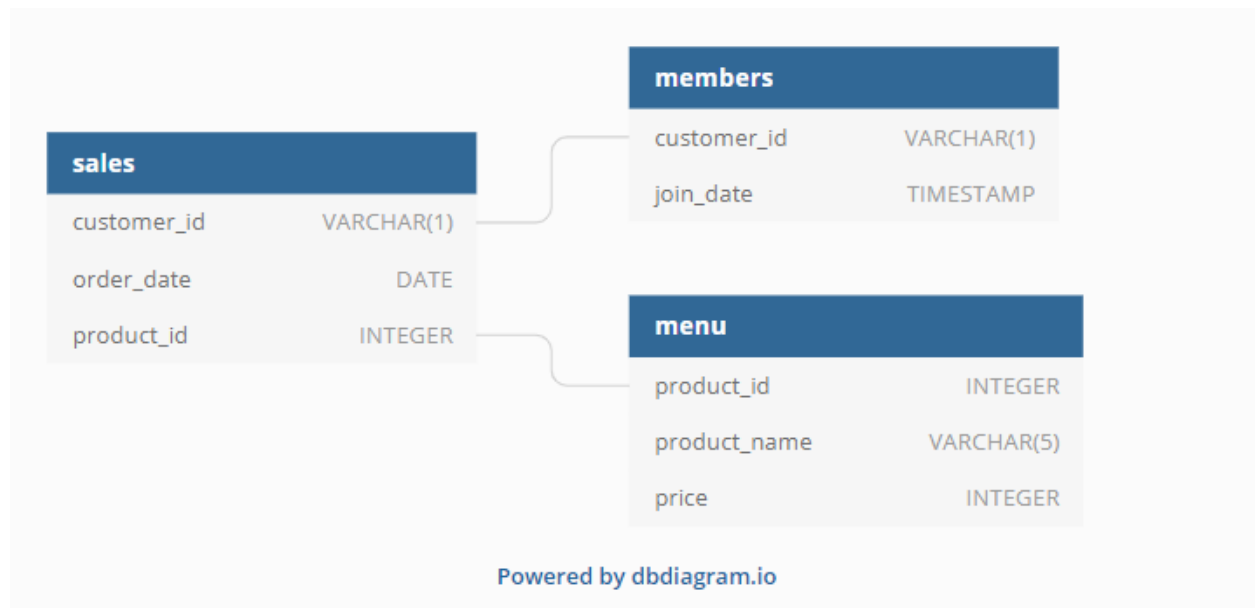 sales
customer_id VARCHAR(1)
order_date DATE
product_id INTEGER
members
customer_id VARCHAR(1)
join_date TIMESTAMP
menu
product_id INTEGER
product_name VARCHAR(5)
price INTEGER
Powered by dbdiagram.io